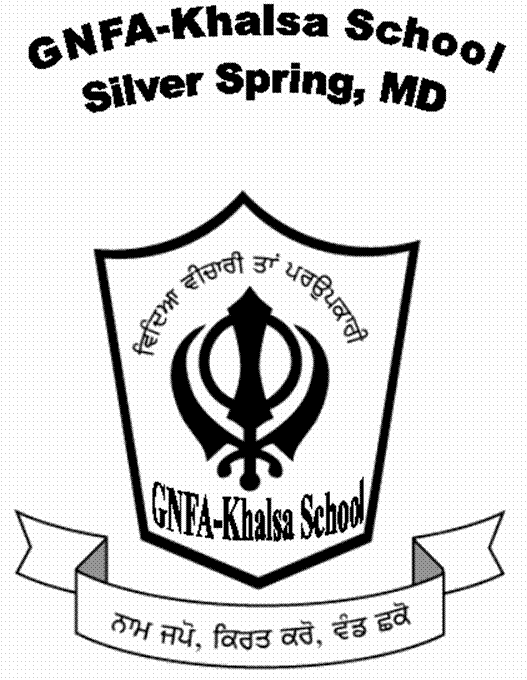 GNFA-Khalsa School
Silver Spring, MD
ਵਿਦਿਆ ਵੀਚਾਰੀ ਤਾਂ ਪਰਉਪਕਾਰੀ
GNFA-Khalsa School
ਨਾਮ ਜਪੋ, ਕਿਰਤ ਕਰੋ, ਵੰਡ ਛਕੋ